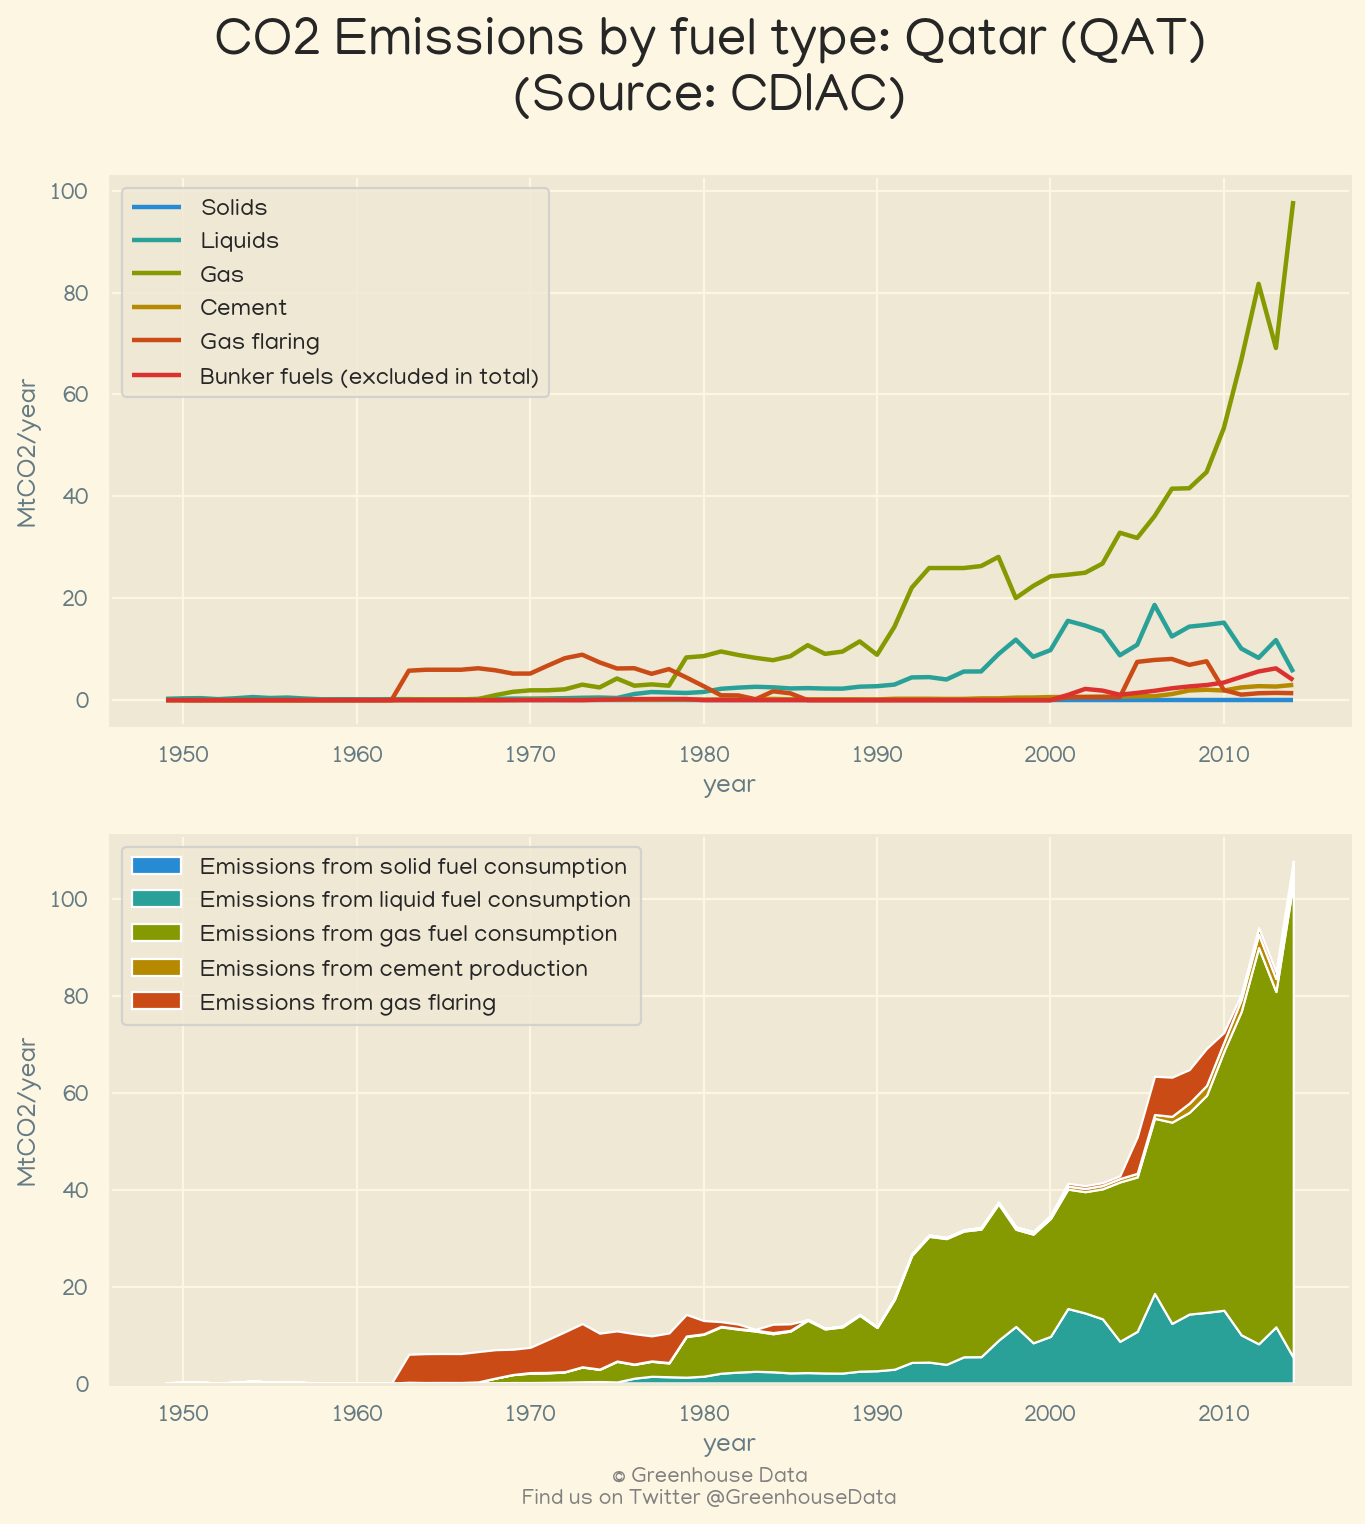 CO2 Emissions by fuel type: Qatar (QAT)
(Source: CDIAC)
100
80
60
40
20
0
MtCO2/year
Solids
Liquids
Gas
Cement
Gas flaring
Bunker fuels (excluded in total)
1950 1960 1970 1980 1990 2000 2010
year
100
80
60
40
20
0
MtCO2/year
Emissions from solid fuel consumption
Emissions from liquid fuel consumption
Emissions from gas fuel consumption
Emissions from cement production
Emissions from gas flaring
1950 1960 1970 1980 1990 2000 2010
year
© Greenhouse Data
Find us on Twitter @GreenhouseData